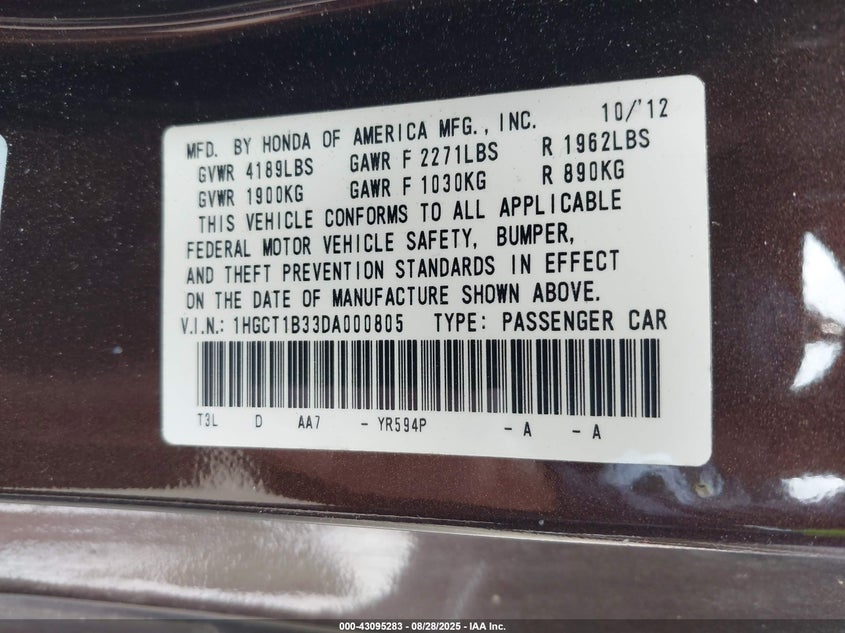 MFD. BY HONDA OF AMERICA MFG., INC. 10/'12
GVWR 4189LBS GAWR F 2271LBS R 1962LBS
GVWR 1900KG GAWR F 1030KG R 890KG
THIS VEHICLE CONFORMS TO ALL APPLICABLE
FEDERAL MOTOR VEHICLE SAFETY, BUMPER,
AND THEFT PREVENTION STANDARDS IN EFFECT
ON THE DATE OF MANUFACTURE SHOWN ABOVE.
V.I.N.: 1HGCT1B33DA000805 TYPE: PASSENGER CAR
T3L D AA7 - YR594P - A - A
000-43095283 - 08/28/2025 - IAA Inc.